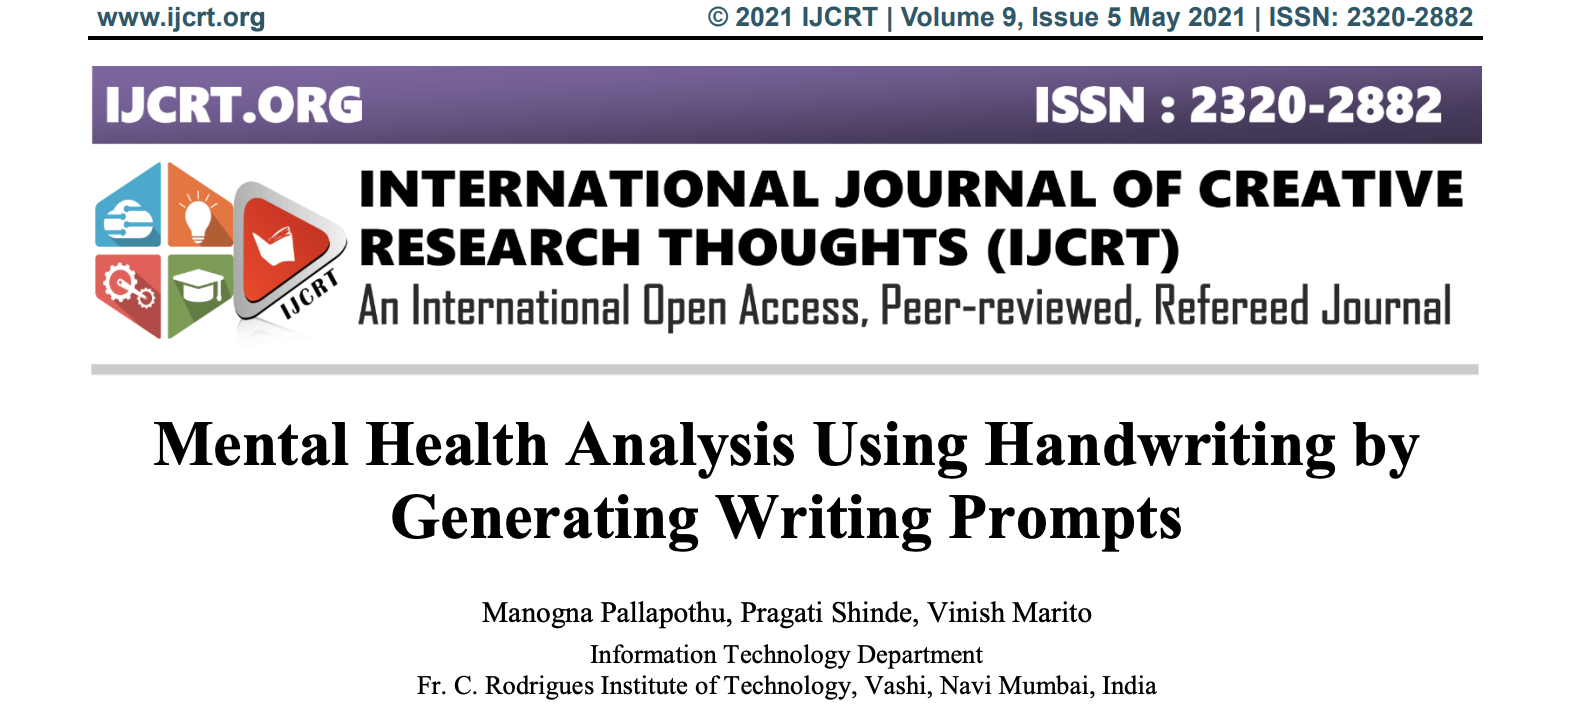 www.ijcrt.org © 2021 IJCRT | Volume 9, Issue 5 May 2021 | ISSN: 2320-2882
IJCRT.ORG ISSN : 2320-2882
IJCRT
INTERNATIONAL JOURNAL OF CREATIVE
RESEARCH THOUGHTS (IJCRT)
An International Open Access, Peer-reviewed, Refereed Journal
Mental Health Analysis Using Handwriting by
Generating Writing Prompts
Manogna Pallapothu, Pragati Shinde, Vinish Marito
Information Technology Department
Fr. C. Rodrigues Institute of Technology, Vashi, Navi Mumbai, India